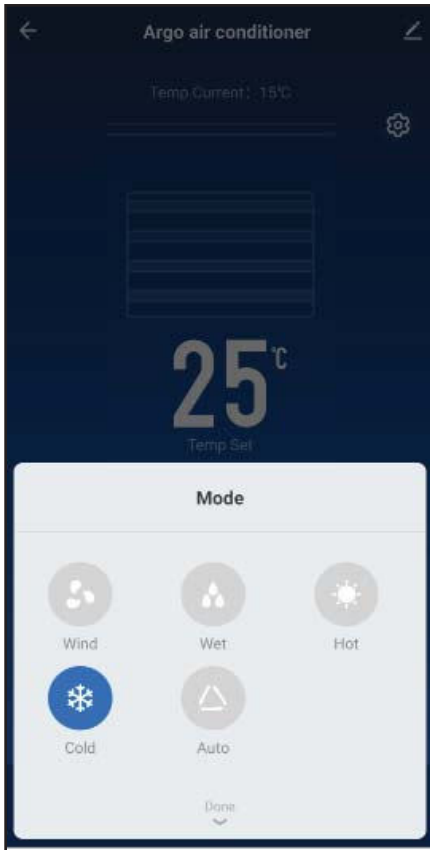 Argo air conditioner
Temp Current: 15°C
25°C
Temp Set
Mode
Wind Wet Hot
Cold Auto
Done